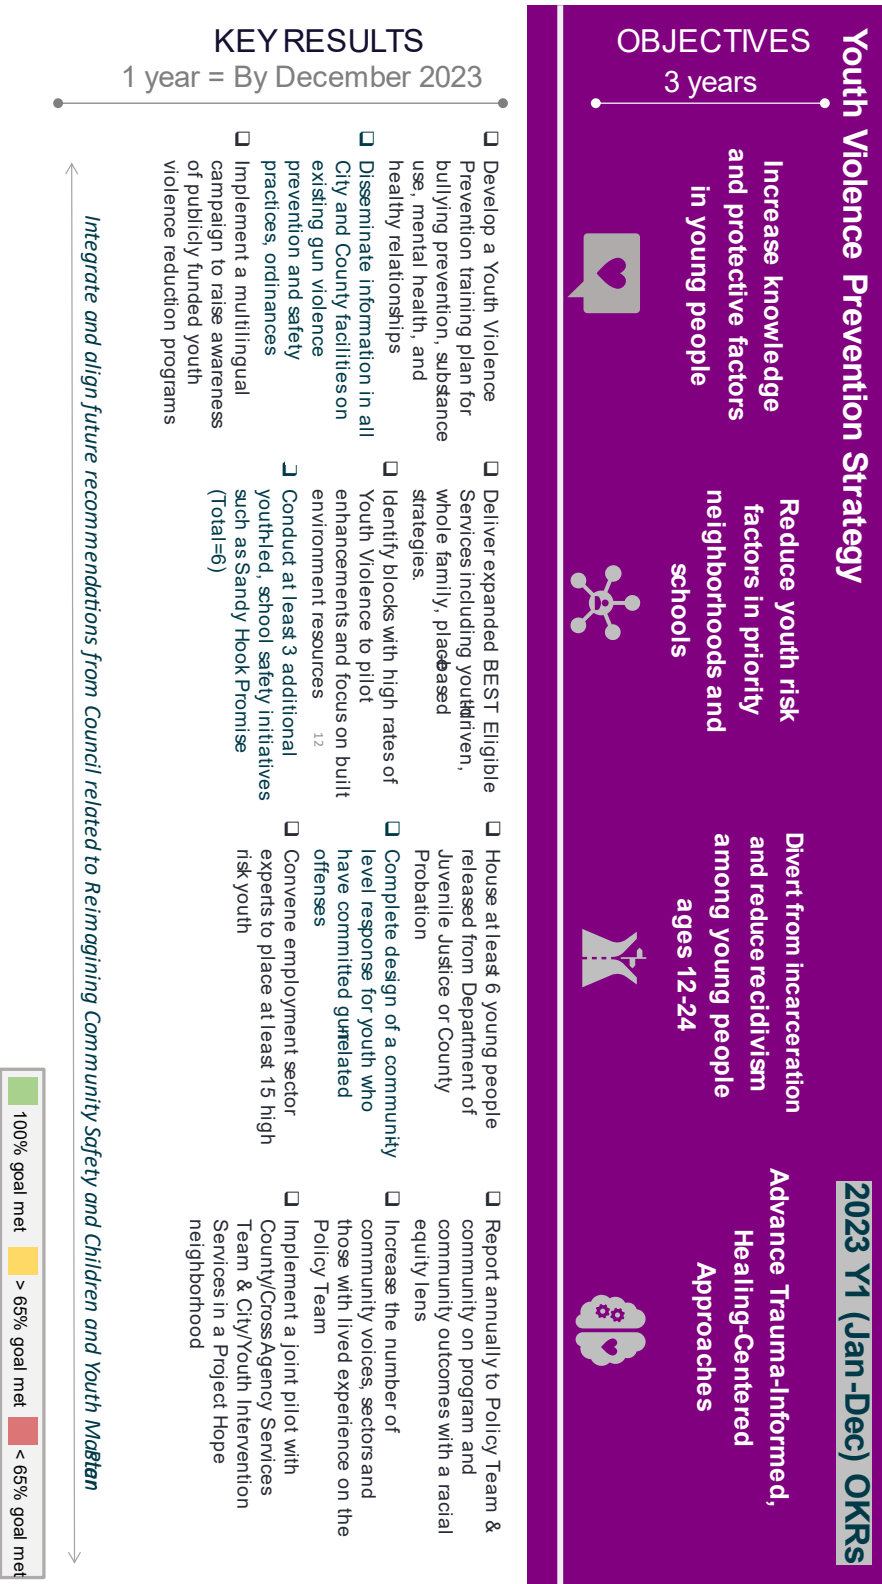 Youth Violence Prevention Strategy
2023 Y1 (Jan-Dec) OKRs
OBJECTIVES
3 years
Increase knowledge
and protective factors
in young people
Reduce youth risk
factors in priority
neighborhoods and
schools
Divert from incarceration
and reduce recidivism
among young people
ages 12-24
Advance Trauma-Informed,
Healing-Centered
Approaches
KEY RESULTS
1 year = By December 2023
❑ Develop a Youth Violence
Prevention training plan for
bullying prevention, substance
use, mental health, and
healthy relationships
❑ Disseminate information in all
City and County facilities on
existing gun violence
prevention and safety
practices, ordinances
❑ Implement a multilingual
campaign to raise awareness
of publicly funded youth
violence reduction programs
❑ Deliver expanded BEST Eligible
Services including youth-driven,
whole family, place-based
strategies.
❑ Identify blocks with high rates of
Youth Violence to pilot
enhancements and focus on built
environment resources
❑ Conduct at least 3 additional
youth-led, school safety initiatives
such as Sandy Hook Promise
(Total=6)
12
❑ House at least 6 young people
released from Department of
Juvenile Justice or County
Probation
❑ Complete design of a community
level response for youth who
have committed gun-related
offenses
❑ Convene employment sector
experts to place at least 15 high
risk youth
❑ Report annually to Policy Team &
community on program and
community outcomes with a racial
equity lens
❑ Increase the number of
community voices, sectors and
those with lived experience on the
Policy Team
❑ Implement a joint pilot with
County/Cross Agency Services
Team & City/Youth Intervention
Services in a Project Hope
neighborhood
Integrate and align future recommendations from Council related to Reimagining Community Safety and Children and Youth Master Plan
100% goal met
> 65% goal met
< 65% goal met